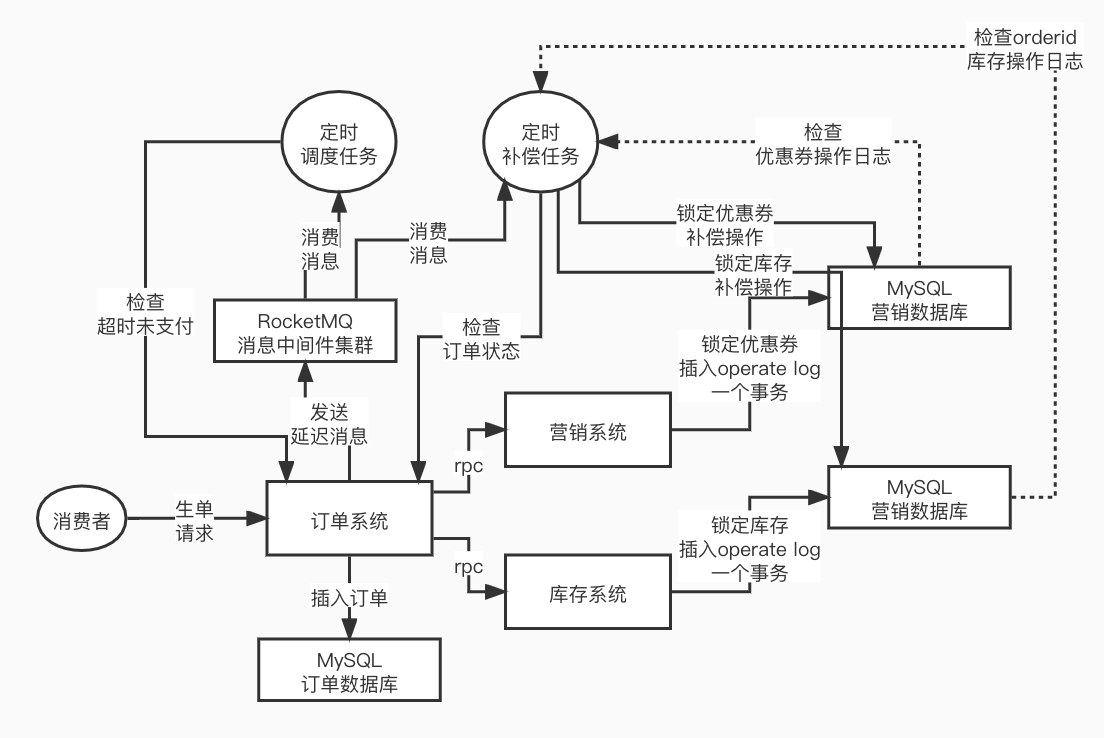 检查orderid
库存操作日志
定时
调度任务
定时
补偿任务
检查
优惠券操作日志
消费
消息
消费
消息
锁定优惠券
补偿操作
锁定库存
补偿操作
检查
超时未支付
RocketMQ
消息中间件集群
检查
订单状态
MySQL
营销数据库
锁定优惠券
插入operate log
一个事务
发送
延迟消息
营销系统
rpc
消费者
生单
请求
订单系统
MySQL
营销数据库
锁定库存
插入operate log
一个事务
rpc
库存系统
插入订单
MySQL
订单数据库